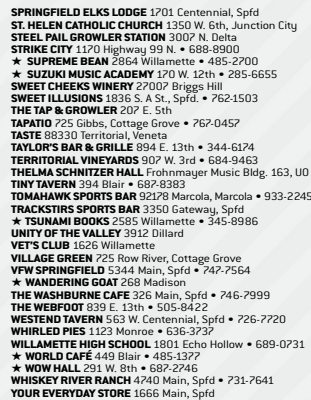 SPRINGFIELD ELKS LODGE 1701 Centennial, Spfd
ST. HELEN CATHOLIC CHURCH 1350 W. 6th, Junction City
STEEL PAIL GROWLER STATION 3007 N. Delta
STRIKE CITY 1170 Highway 99 N. • 688-8900
★ SUPREME BEAN 2864 Willamette • 485-2700
★ SUZUKI MUSIC ACADEMY 170 W. 12th • 285-6655
SWEET CHEEKS WINERY 27007 Briggs Hill
SWEET ILLUSIONS 1836 S. A St., Spfd. • 762-1503
THE TAP & GROWLER 207 E. 5th
TAPATIO 725 Gibbs, Cottage Grove • 767-0457
TASTE 88330 Territorial, Veneta
TAYLOR'S BAR & GRILLE 894 E. 13th • 344-6174
TERRITORIAL VINEYARDS 907 W. 3rd • 684-9463
THELMA SCHNITZER HALL Frohnmayer Music Bldg. 163, UO
TINY TAVERN 394 Blair • 687-8383
TOMAHAWK SPORTS BAR 92178 Marcola, Marcola • 933-2245
TRACKSTIRS SPORTS BAR 3350 Gateway, Spfd
★ TSUNAMI BOOKS 2585 Willamette • 345-8986
UNITY OF THE VALLEY 3912 Dillard
VET'S CLUB 1626 Willamette
VILLAGE GREEN 725 Row River, Cottage Grove
VFW SPRINGFIELD 5344 Main, Spfd • 747-7564
★ WANDERING GOAT 268 Madison
THE WASHBURNE CAFE 326 Main, Spfd • 746-7999
THE WEBFOOT 839 E. 13th • 505-8422
WESTEND TAVERN 563 W. Centennial, Spfd • 726-7720
WHIRLED PIES 1123 Monroe • 636-3737
WILLAMETTE HIGH SCHOOL 1801 Echo Hollow • 689-0731
★ WORLD CAFÉ 449 Blair • 485-1377
★ WOW HALL 291 W. 8th • 687-2746
WHISKEY RIVER RANCH 4740 Main, Spfd • 731-7641
YOUR EVERYDAY STORE 1666 Main, Spfd